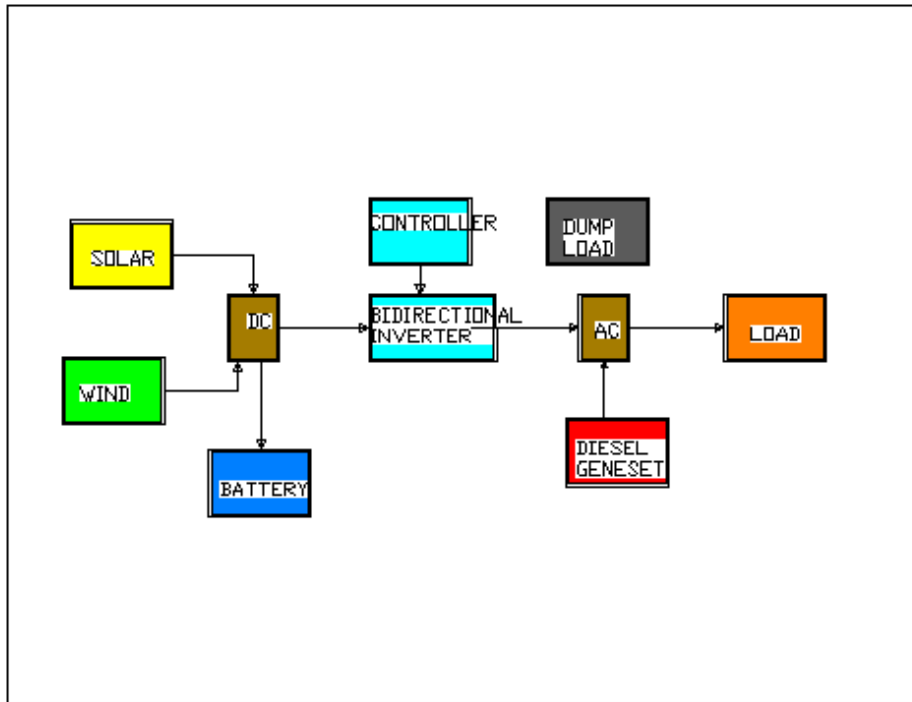 CONTROLLER
DUMP
LOAD
SOLAR
DC
BIDIRECTIONAL
INVERTER
AC
LOAD
WIND
DIESEL
GENESET
BATTERY